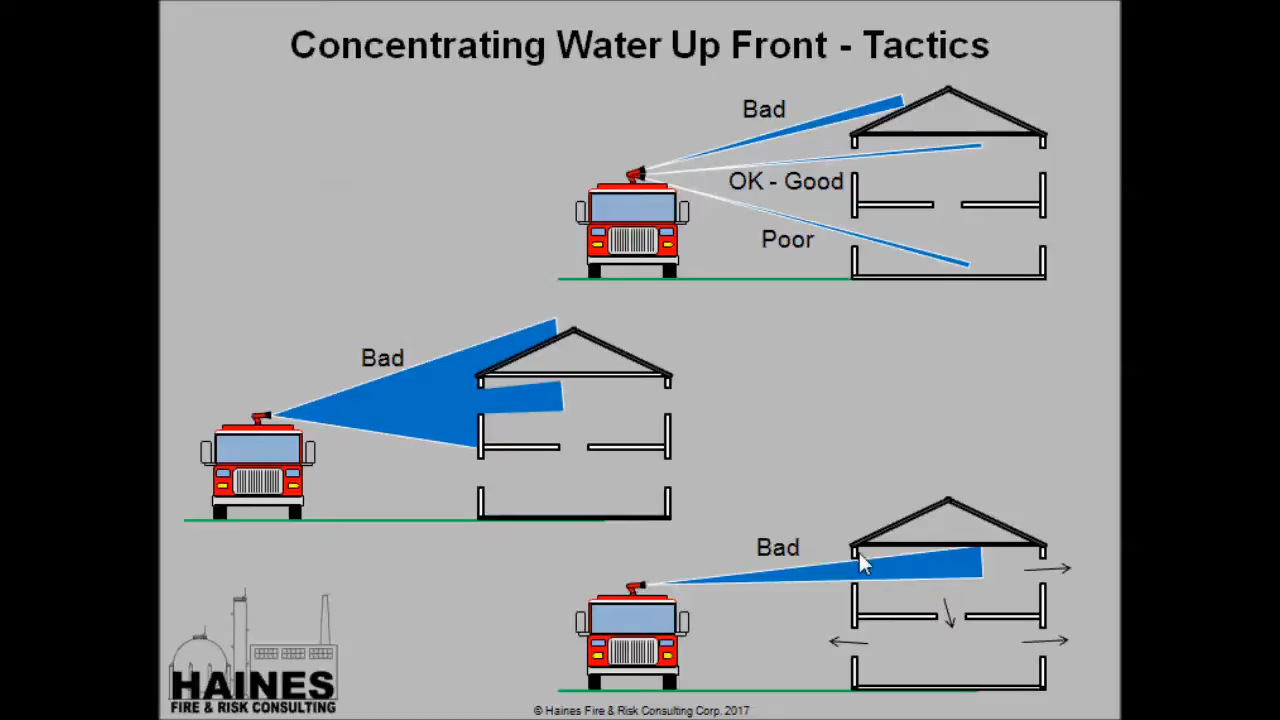 Concentrating Water Up Front - Tactics
Bad
OK - Good
Poor
Bad
Bad
HAINES
FIRE & RISK CONSULTING
© Haines Fire & Risk Consulting Corp. 2017